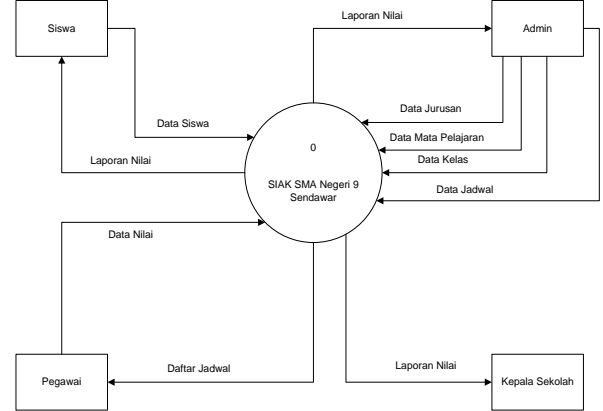 Laporan Nilai
Siswa
Admin
Data Jurusan
Data Siswa
Data Mata Pelajaran
0
Laporan Nilai
Data Kelas
SIAK SMA Negeri 9
Sendawar
Data Jadwal
Data Nilai
Daftar Jadwal
Laporan Nilai
Pegawai
Kepala Sekolah